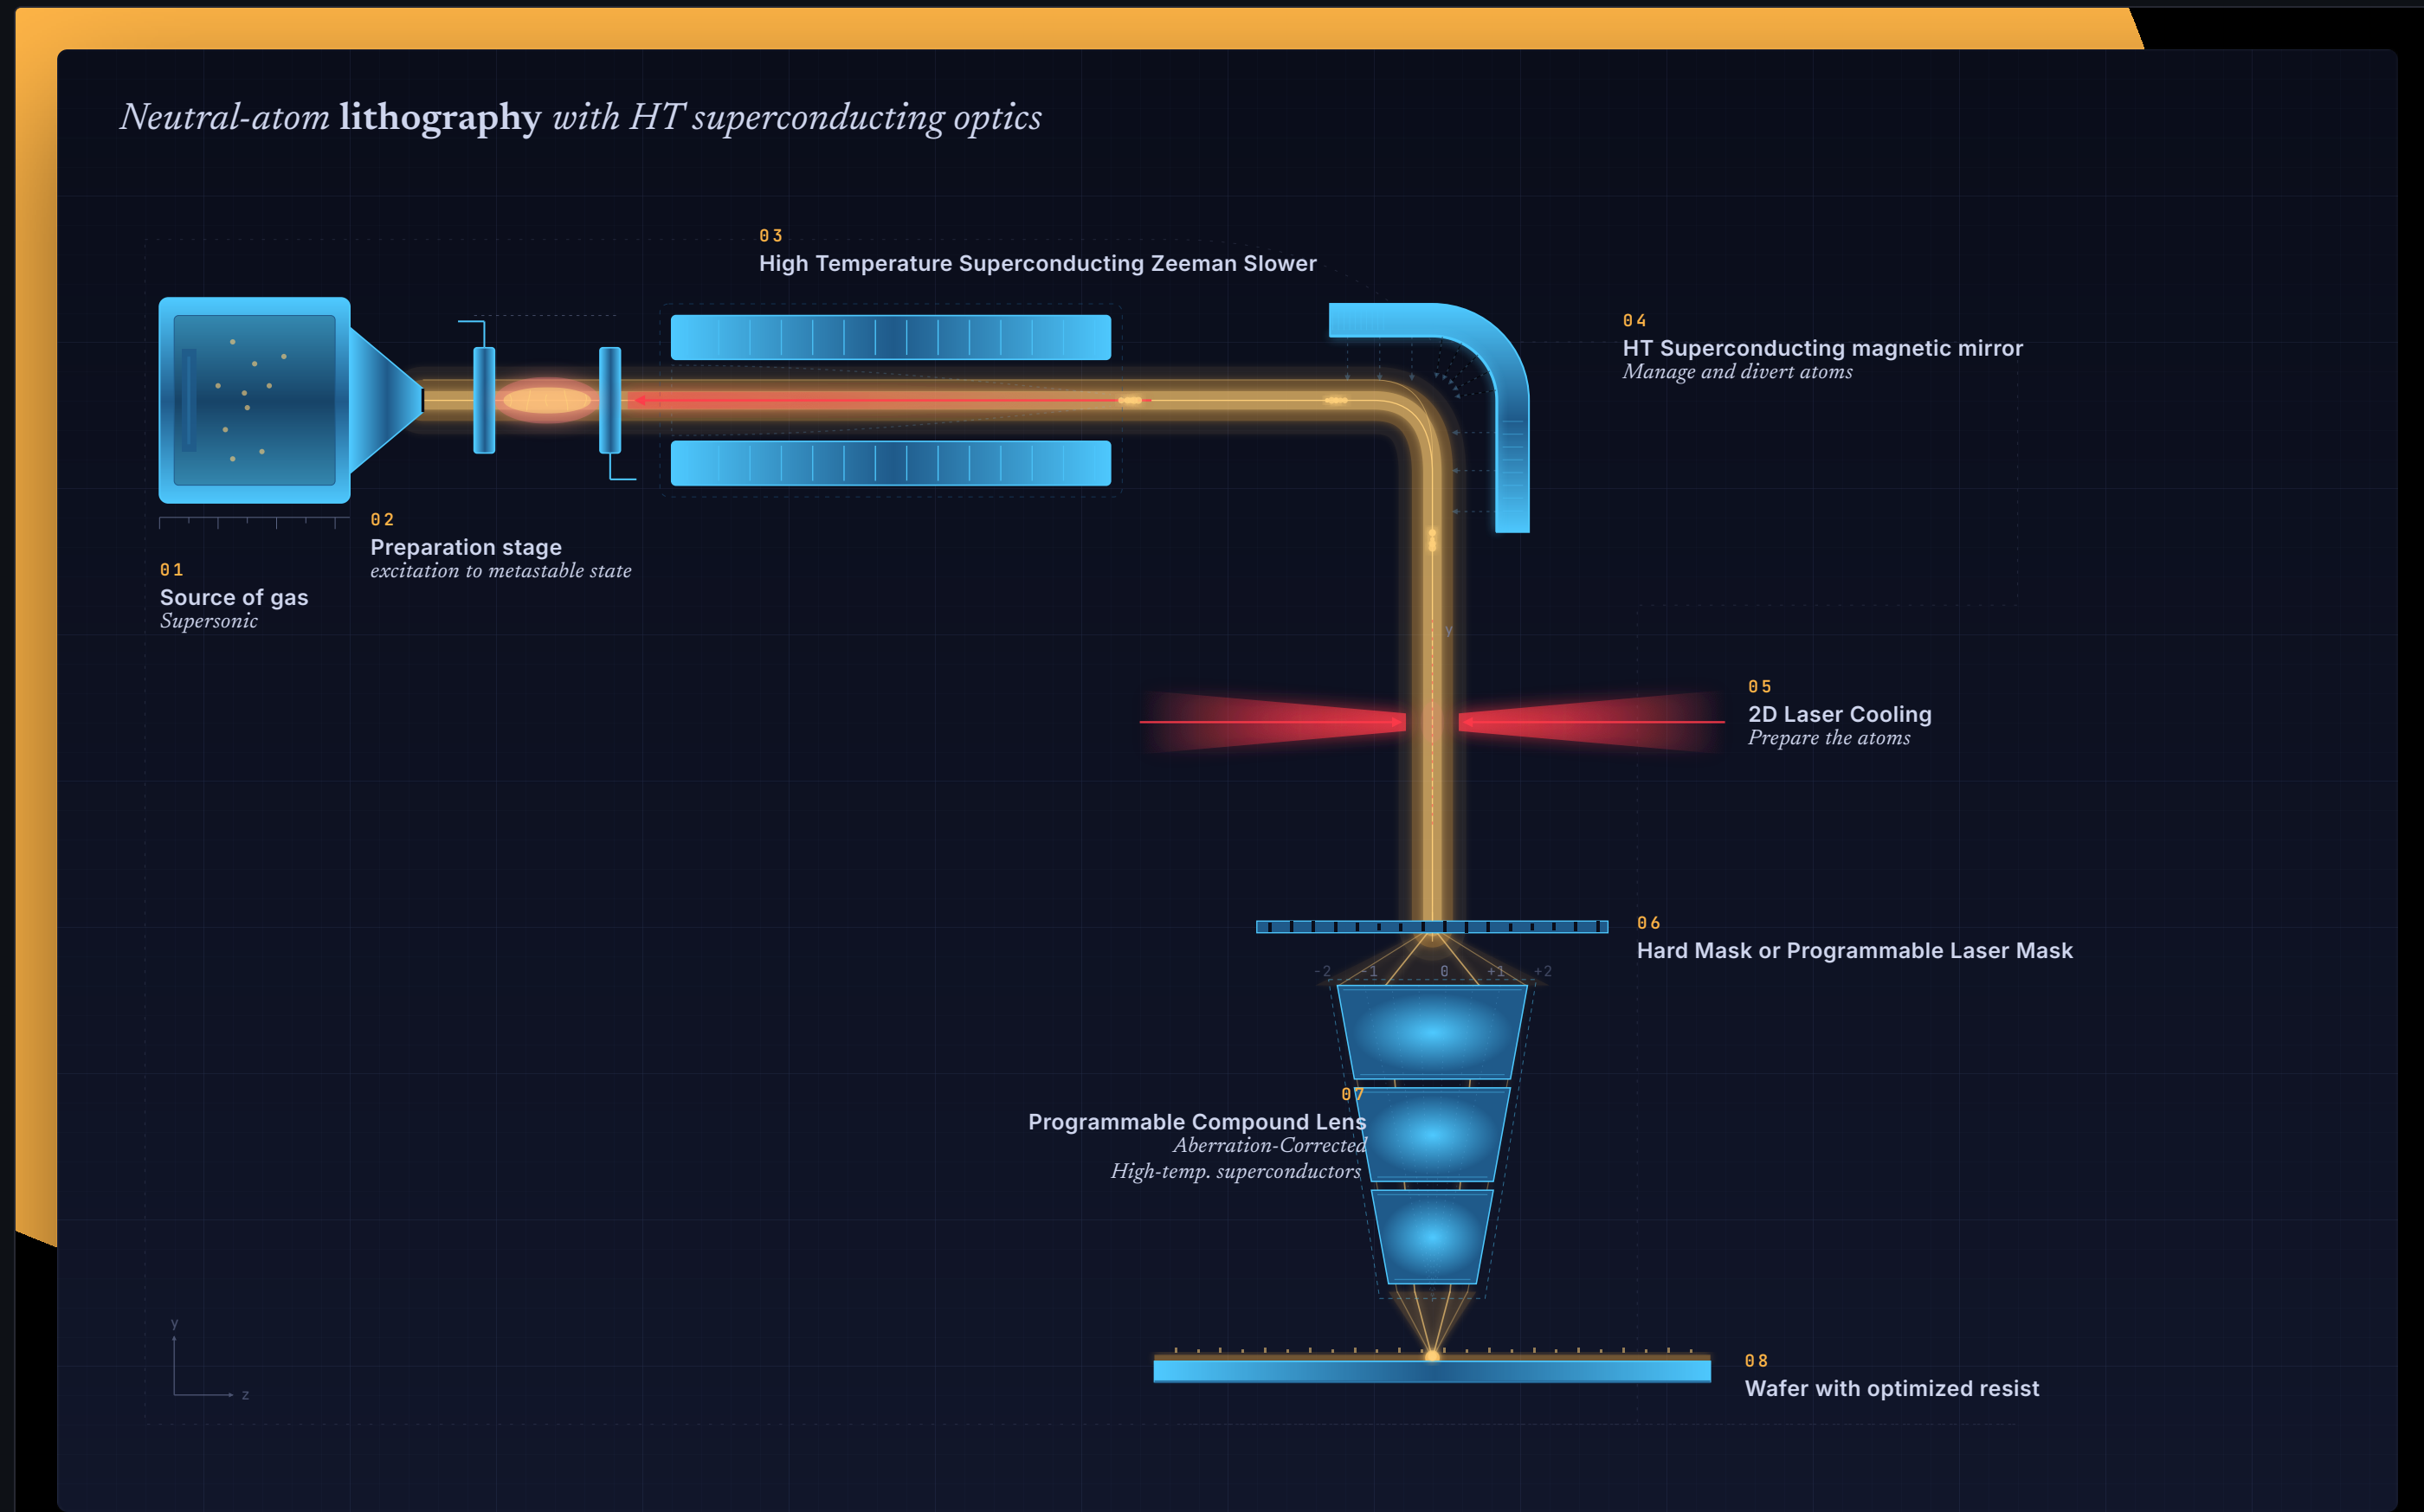 Neutral-atom lithography with HT superconducting optics
03
High Temperature Superconducting Zeeman Slower
04
HT Superconducting magnetic mirror
Manage and divert atoms
02
Preparation stage
excitation to metastable state
01
Source of gas
Supersonic
y
05
2D Laser Cooling
Prepare the atoms
06
Hard Mask or Programmable Laser Mask
-2 -1 0 +1 +2
07
Programmable Compound Lens
Aberration-Corrected
High-temp. superconductors
y
z
08
Wafer with optimized resist